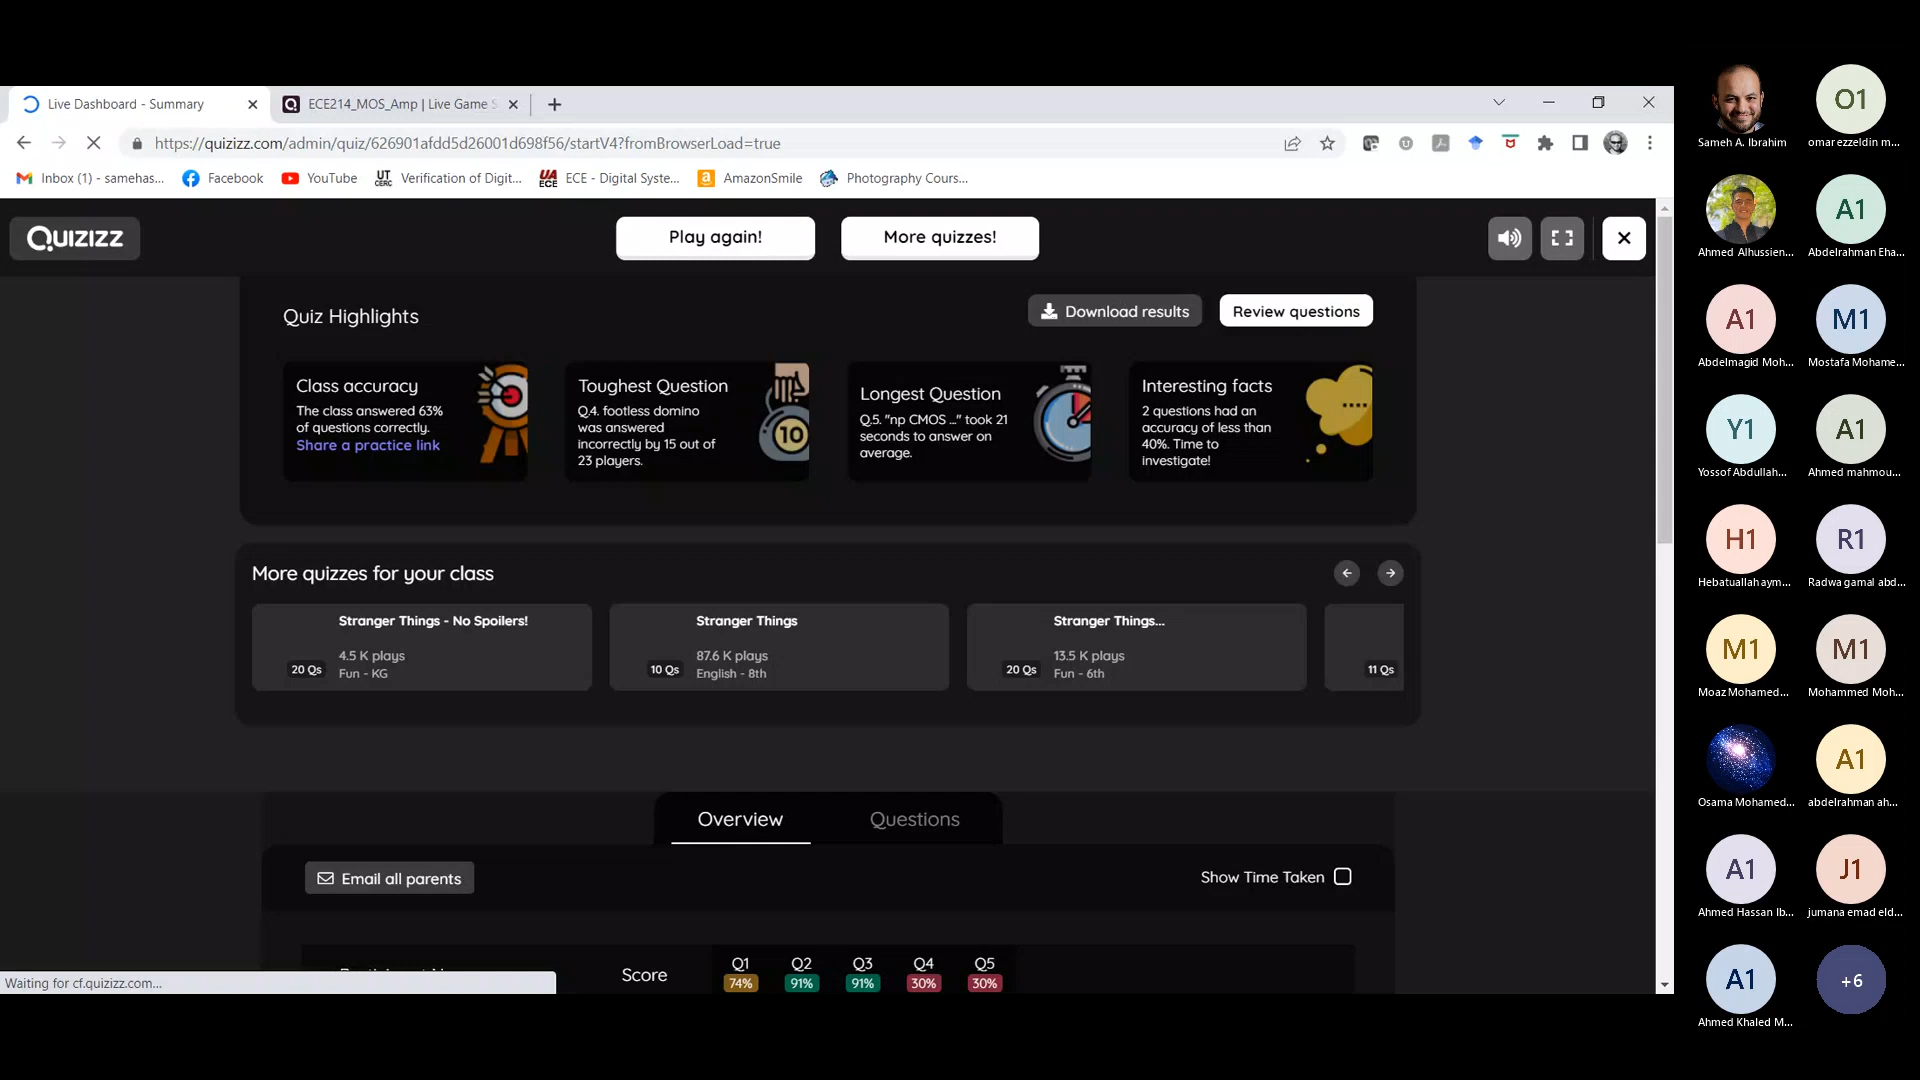 Live Dashboard - Summary
ECE214_MOS_Amp | Live Game S
https://quizizz.com/admin/quiz/626901afdd5d26001d698f56/startV4?fromBrowserLoad=true
Inbox (1) - samehas...
Facebook
YouTube
UT CERC
Verification of Digit...
UA ECE
ECE - Digital Syste...
AmazonSmile
Photography Cours...
Quizizz
Play again!
More quizzes!
Quiz Highlights
Download results
Review questions
Class accuracy
The class answered 63%
of questions correctly.
Share a practice link
Toughest Question
Q.4. footless domino
was answered
incorrectly by 15 out of
23 players.
10
Longest Question
Q.5. "np CMOS ..." took 21
seconds to answer on
average.
Interesting facts
2 questions had an
accuracy of less than
40%. Time to
investigate!
More quizzes for your class
Stranger Things - No Spoilers!
4.5 K plays
20 Qs
Fun - KG
Stranger Things
87.6 K plays
10 Qs
English - 8th
Stranger Things...
13.5 K plays
20 Qs
Fun - 6th
11 Qs
Overview
Questions
Email all parents
Show Time Taken
Score
Q1
74%
Q2
91%
Q3
91%
Q4
30%
Q5
30%
Waiting for cf.quizizz.com...
Sameh A. Ibrahim
O1
omar ezzeldin m...
Ahmed Alhussien...
A1
Abdelrahman Eha...
A1
Abdelmagid Moh...
M1
Mostafa Mohame...
Y1
Yossof Abdullah...
A1
Ahmed mahmou...
H1
Hebatuallah aym...
R1
Radwa gamal abd...
M1
Moaz Mohamed...
M1
Mohammed Moh...
Osama Mohamed...
A1
abdelrahman ah...
A1
Ahmed Hassan Ib...
J1
jumana emad eld...
A1
Ahmed Khaled M...
+6